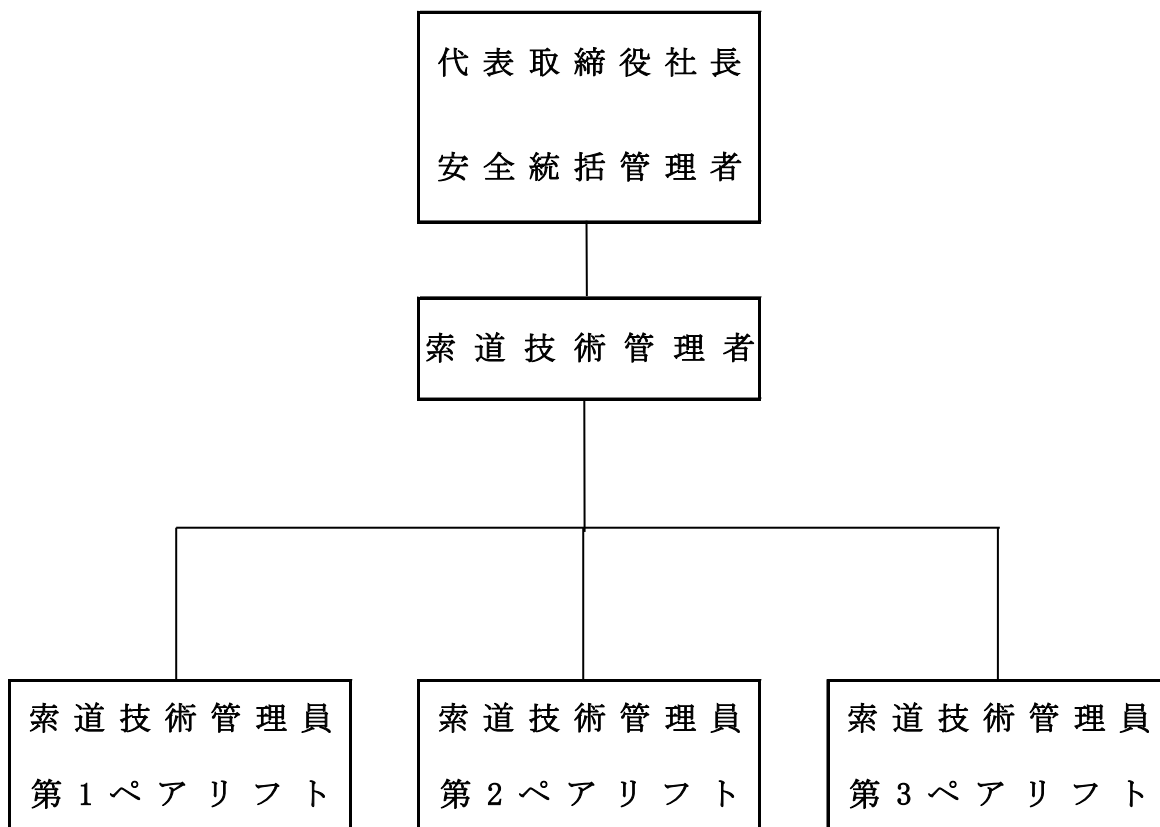 代表取締役社長
安全統括管理者
索道技術管理者
索道技術管理員
第1ペアリフト
索道技術管理員
第2ペアリフト
索道技術管理員
第3ペアリフト